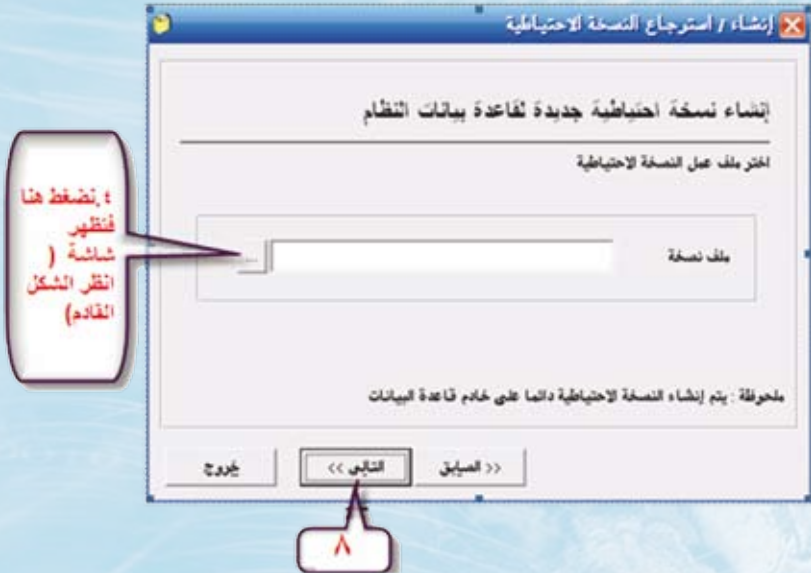 إنشاء / استرجاع النسخة الاحتياطية
إنشاء نسخة احتياطية جديدة لقاعدة بيانات النظام
اختر ملف عمل النسخة الاحتياطية
ملف نسخة
...
ملحوظة : يتم إنشاء النسخة الاحتياطية دائما على خادم قاعدة البيانات
<< السابق
التالى >>
خروج
٤.نضغط هنا
فتظهر
شاشة (
انظر الشكل
القادم)
٨